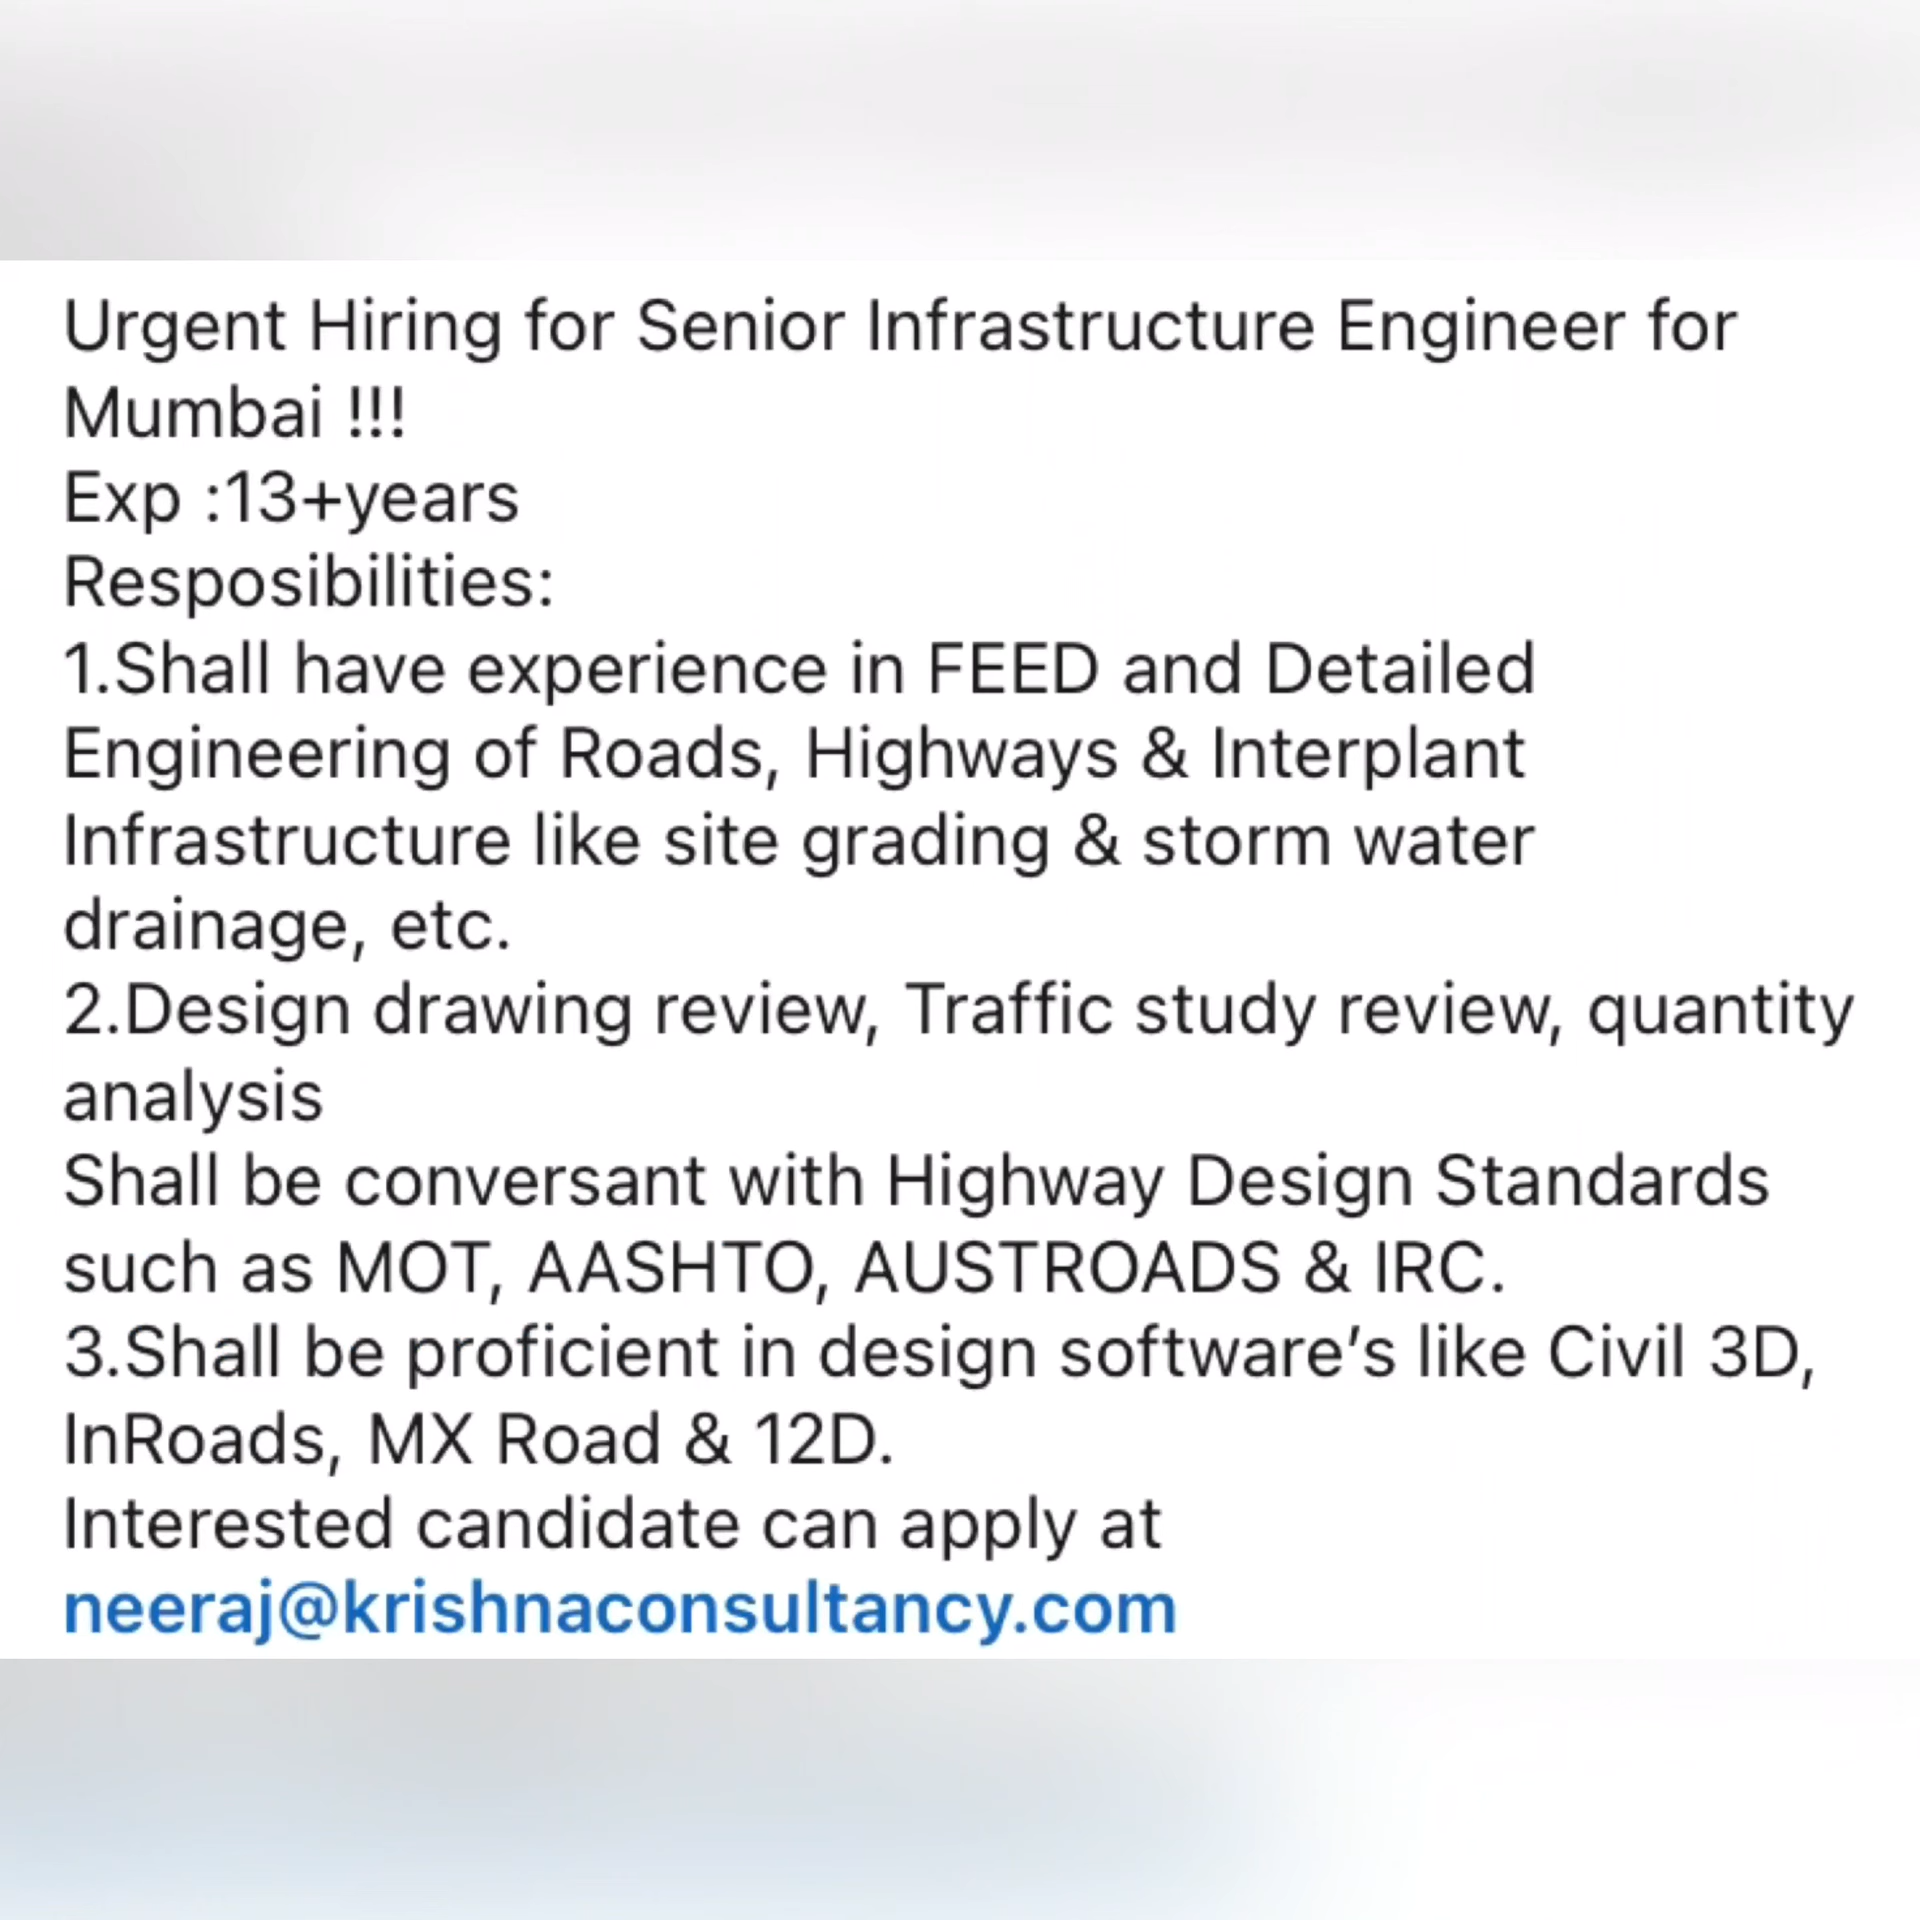 Urgent Hiring for Senior Infrastructure Engineer for
Mumbai !!!
Exp :13+years
Resposibilities:
1.Shall have experience in FEED and Detailed
Engineering of Roads, Highways & Interplant
Infrastructure like site grading & storm water
drainage, etc.
2.Design drawing review, Traffic study review, quantity
analysis
Shall be conversant with Highway Design Standards
such as MOT, AASHTO, AUSTROADS & IRC.
3.Shall be proficient in design software’s like Civil 3D,
InRoads, MX Road & 12D.
Interested candidate can apply at
neeraj@krishnaconsultancy.com